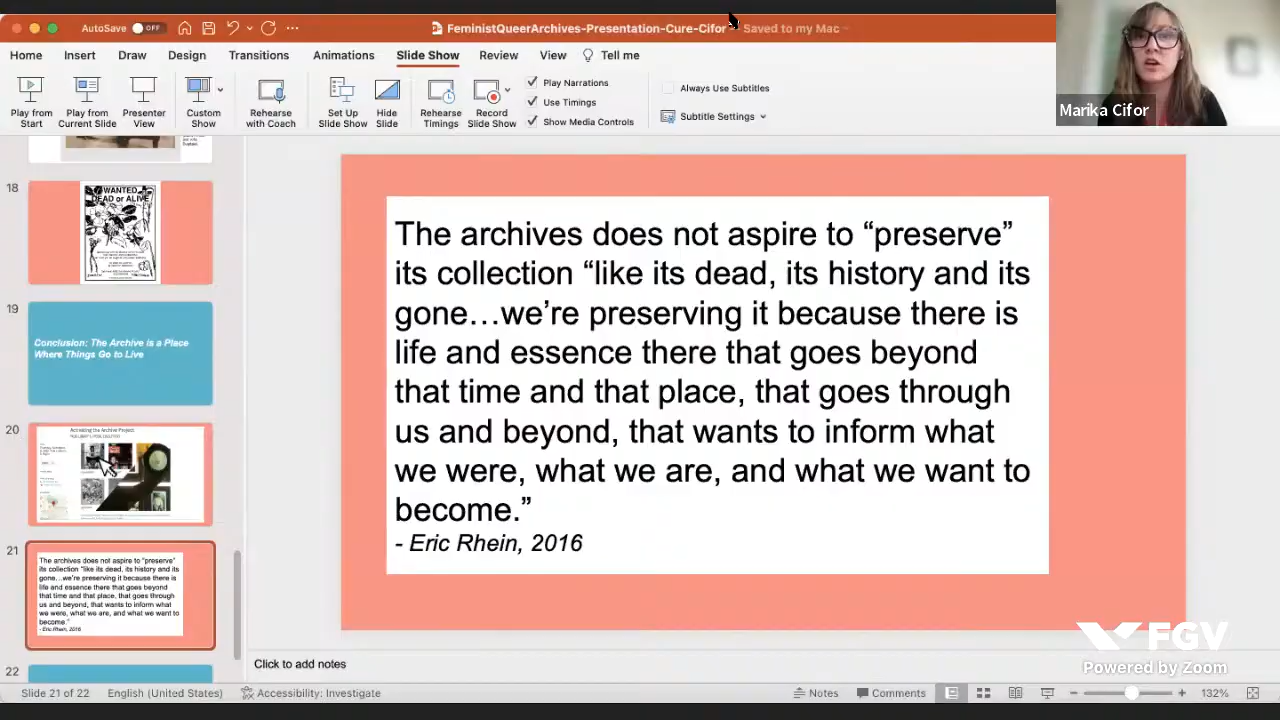 AutoSave OFF
FeministQueerArchives-Presentation-Cure-Cifor — Saved to my Mac
Home Insert Draw Design Transitions Animations Slide Show Review View Tell me
Play from Start
Play from Current Slide
Presenter View
Custom Show
Rehearse with Coach
Set Up Slide Show
Hide Slide
Rehearse Timings
Record Slide Show
Play Narrations
Use Timings
Show Media Controls
Always Use Subtitles
Subtitle Settings
Marika Cifor
18
WANTED
DEAD or ALIVE
19
Conclusion: The Archive is a Place
Where Things Go to Live
20
21
The archives does not aspire to “preserve”
its collection “like its dead, its history and its
gone…we’re preserving it because there is
life and essence there that goes beyond
that time and that place, that goes through
us and beyond, that wants to inform what
we were, what we are, and what we want to
become.”
- Eric Rhein, 2016
22
The archives does not aspire to “preserve”
its collection “like its dead, its history and its
gone…we’re preserving it because there is
life and essence there that goes beyond
that time and that place, that goes through
us and beyond, that wants to inform what
we were, what we are, and what we want to
become.”
- Eric Rhein, 2016
FGV
Powered by Zoom
Click to add notes
Slide 21 of 22 English (United States) Accessibility: Investigate Notes Comments 132%